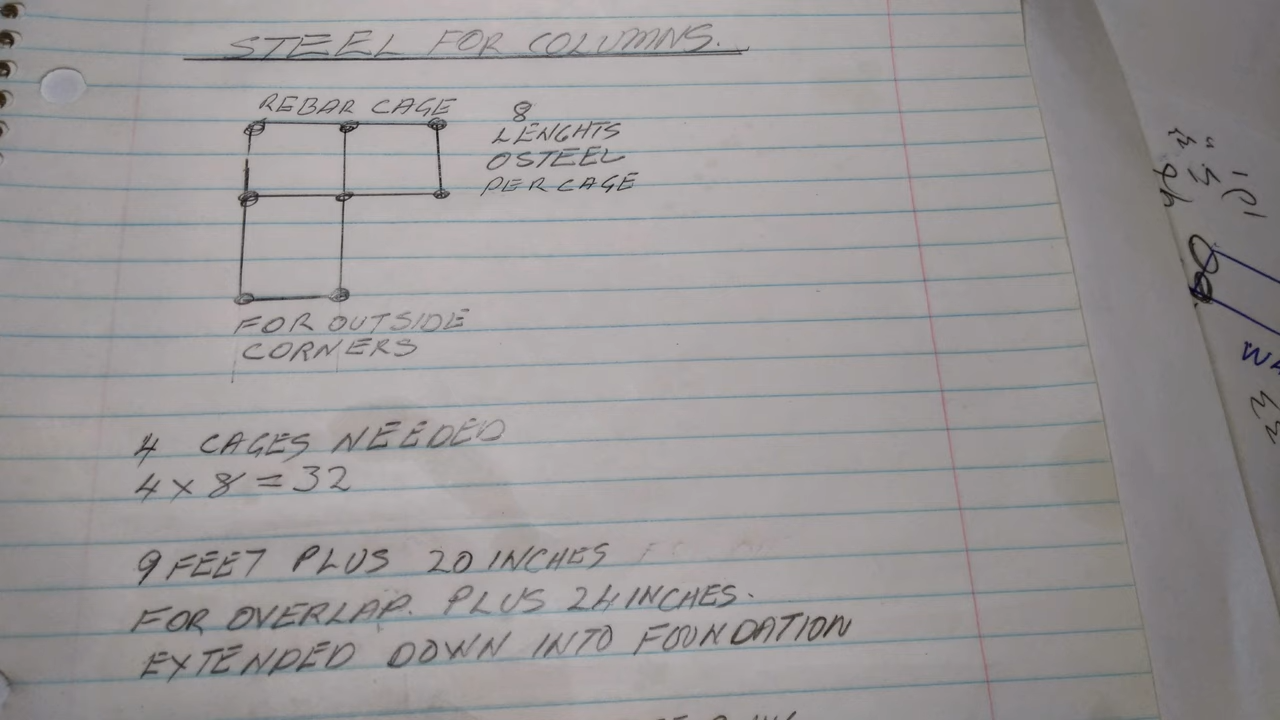 STEEL FOR COLUMNS.
REBAR CAGE
8
LENGHTS
OSTEEL
PER CAGE
FOR OUTSIDE
CORNERS
4 CAGES NEEDED
4 x 8 = 32
9 FEET PLUS 20 INCHES
FOR OVERLAP. PLUS 24 INCHES.
EXTENDED DOWN INTO FOUNDATION